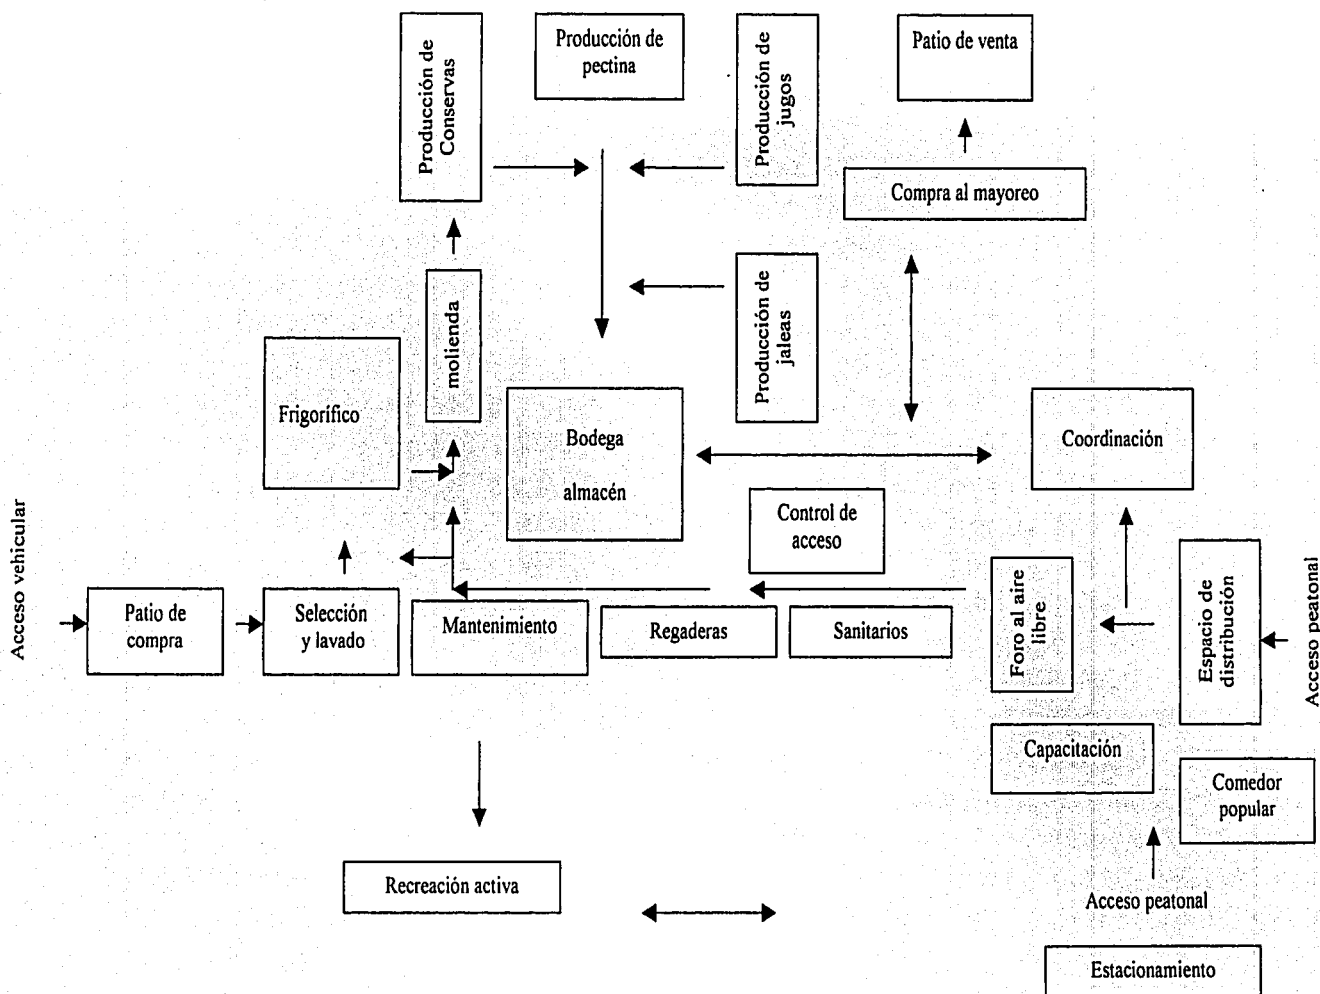 Producción de
Conservas
Producción de
pectina
Producción de
jugos
Patio de venta
Compra al mayoreo
molienda
Producción de
jaleas
Frigorífico
Bodega
almacén
Coordinación
Control de
acceso
Acceso vehicular
Patio de
compra
Selección
y lavado
Mantenimiento
Regaderas
Sanitarios
Foro al aire
libre
Espacio de
distribución
Acceso peatonal
Capacitación
Comedor
popular
Recreación activa
Acceso peatonal
Estacionamiento